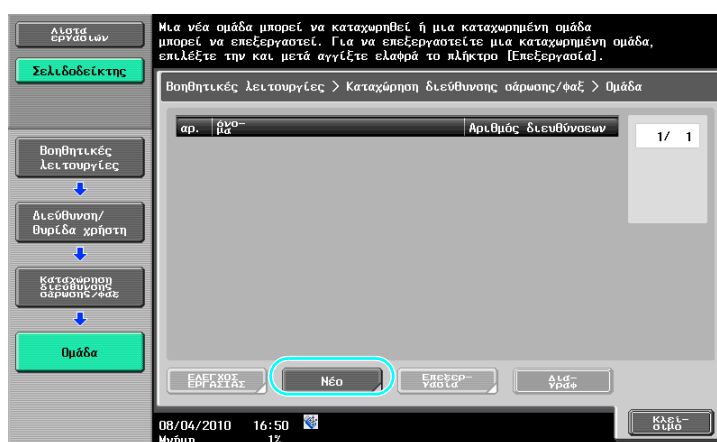 Λίστα
εργασιών
Σελιδοδείκτης
Βοηθητικές
λειτουργίες
Διεύθυνση/
Θυρίδα χρήστη
Καταχώρηση
διεύθυνσης
σάρωσης/φαξ
Ομάδα
Μια νέα ομάδα μπορεί να καταχωρηθεί ή μια καταχωρημένη ομάδα
μπορεί να επεξεργαστεί. Για να επεξεργαστείτε μια καταχωρημένη ομάδα,
επιλέξτε την και μετά αγγίξτε ελαφρά το πλήκτρο [Επεξεργασία].
Βοηθητικές λειτουργίες > Καταχώρηση διεύθυνσης σάρωσης/φαξ > Ομάδα
αρ. όνο- Αριθμός διευθύνσεων
μα
1/ 1
ΕΛΕΓΧΟΣ
ΕΡΓΑΣΙΑΣ
Νέο
Επεξερ-
γασία
Δια-
γραφ
Κλεί-
σιμο
08/04/2010 16:50
Μνήμη 1%